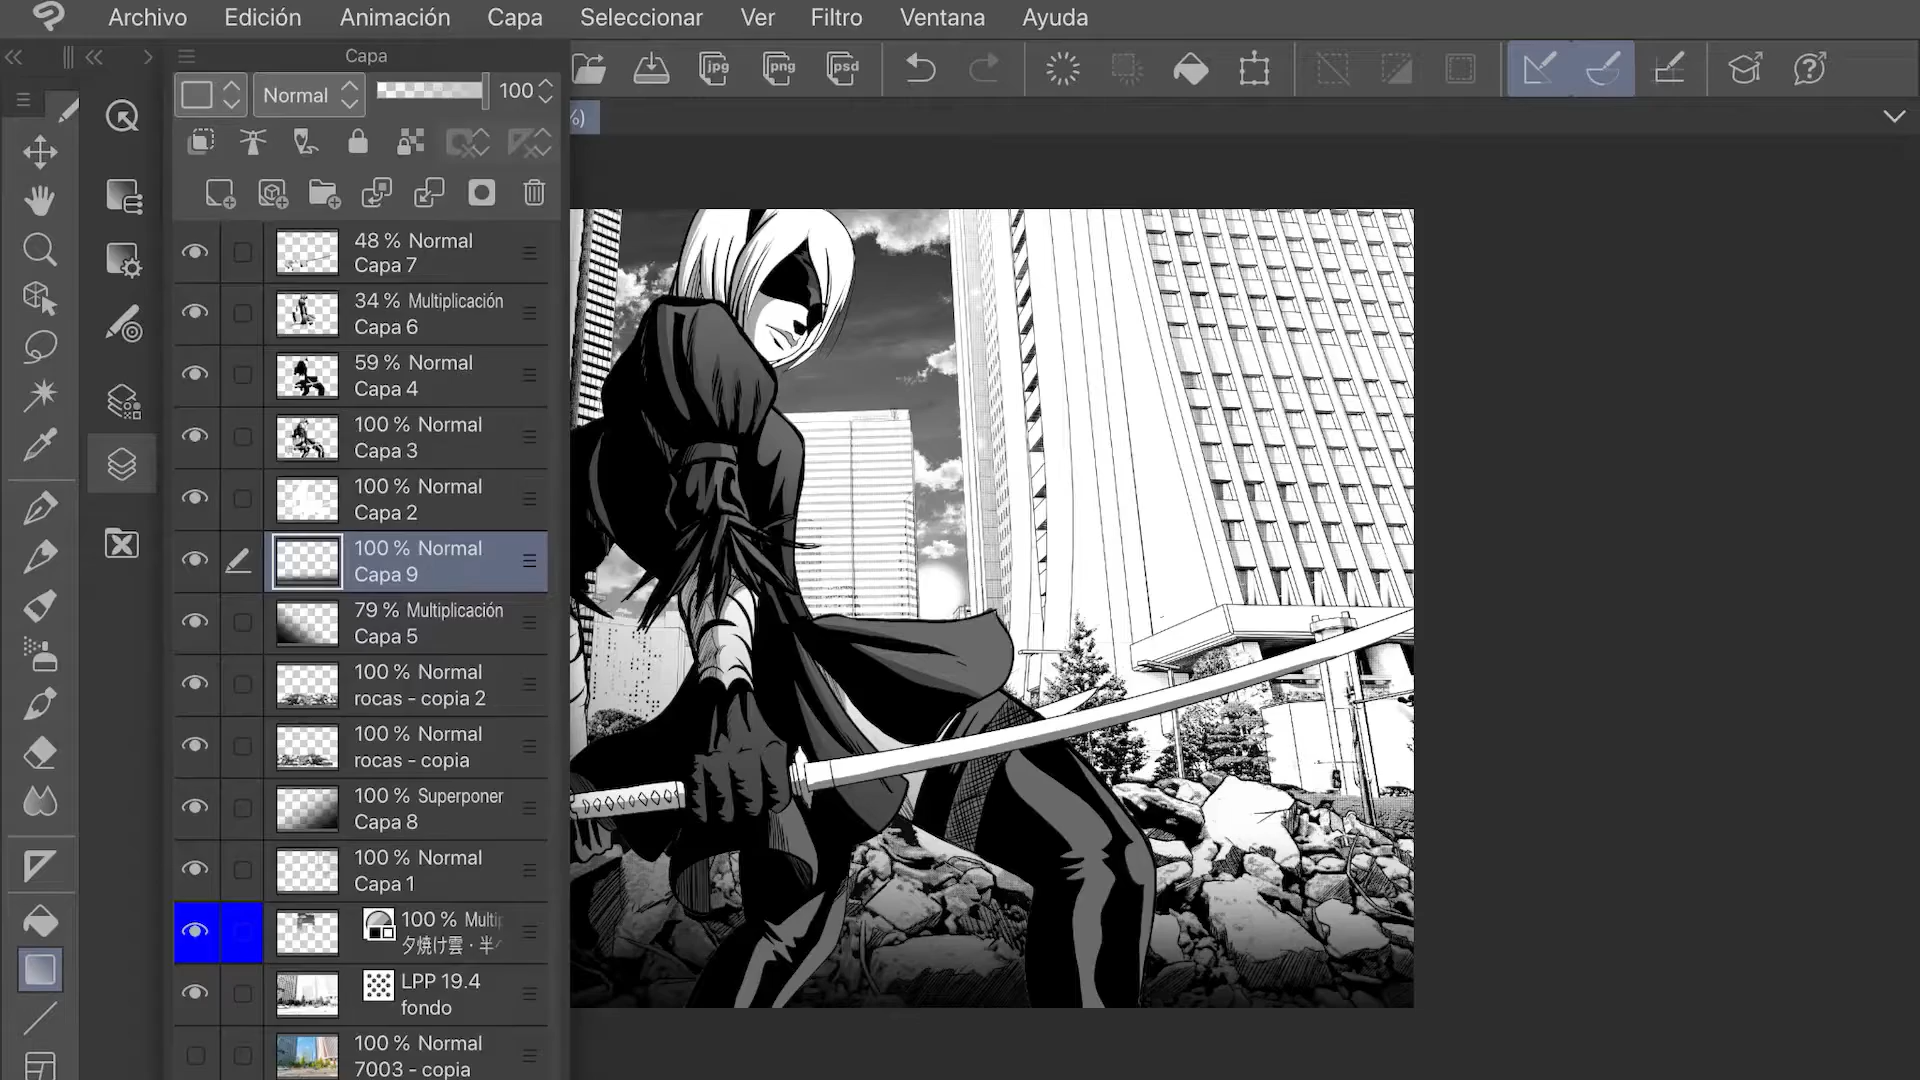 Archivo Edición Animación Capa Seleccionar Ver Filtro Ventana Ayuda
Capa
Normal 100
jpg png psd
%)
48 % Normal
Capa 7
34 % Multiplicación
Capa 6
59 % Normal
Capa 4
100 % Normal
Capa 3
100 % Normal
Capa 2
100 % Normal
Capa 9
79 % Multiplicación
Capa 5
100 % Normal
rocas - copia 2
100 % Normal
rocas - copia
100 % Superponer
Capa 8
100 % Normal
Capa 1
100 % Multip
夕焼け雲・半
LPP 19.4
fondo
100 % Normal
7003 - copia